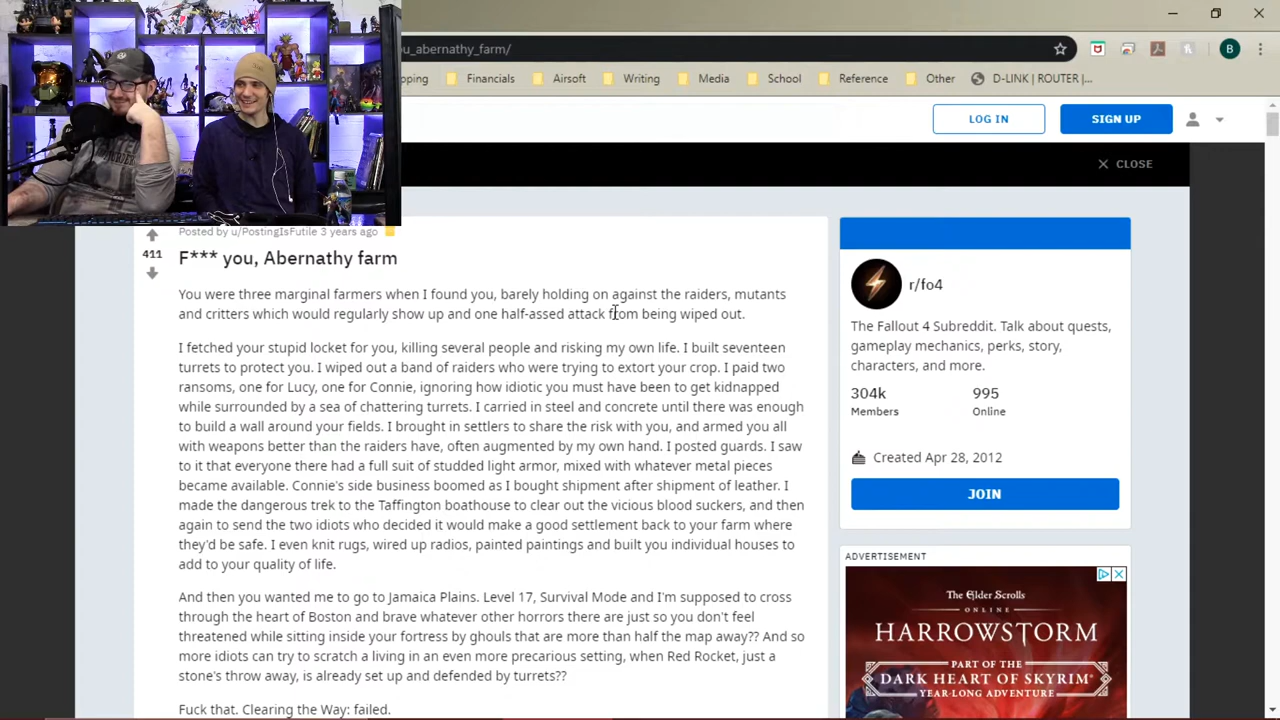 u_abernathy_farm/
B
pping
Financials
Airsoft
Writing
Media
School
Reference
Other
D-LINK | ROUTER |...
LOG IN
SIGN UP
CLOSE
Posted by u/PostingIsFutile 3 years ago
411
F*** you, Abernathy farm
You were three marginal farmers when I found you, barely holding on against the raiders, mutants
and critters which would regularly show up and one half-assed attack from being wiped out.
I fetched your stupid locket for you, killing several people and risking my own life. I built seventeen
turrets to protect you. I wiped out a band of raiders who were trying to extort your crop. I paid two
ransoms, one for Lucy, one for Connie, ignoring how idiotic you must have been to get kidnapped
while surrounded by a sea of chattering turrets. I carried in steel and concrete until there was enough
to build a wall around your fields. I brought in settlers to share the risk with you, and armed you all
with weapons better than the raiders have, often augmented by my own hand. I posted guards. I saw
to it that everyone there had a full suit of studded light armor, mixed with whatever metal pieces
became available. Connie's side business boomed as I bought shipment after shipment of leather. I
made the dangerous trek to the Taffington boathouse to clear out the vicious blood suckers, and then
again to send the two idiots who decided it would make a good settlement back to your farm where
they'd be safe. I even knit rugs, wired up radios, painted paintings and built you individual houses to
add to your quality of life.
And then you wanted me to go to Jamaica Plains. Level 17, Survival Mode and I'm supposed to cross
through the heart of Boston and brave whatever other horrors there are just so you don't feel
threatened while sitting inside your fortress by ghouls that are more than half the map away?? And so
more idiots can try to scratch a living in an even more precarious setting, when Red Rocket, just a
stone's throw away, is already set up and defended by turrets??
Fuck that. Clearing the Way: failed.
r/fo4
The Fallout 4 Subreddit. Talk about quests,
gameplay mechanics, perks, story,
characters, and more.
304k
995
Members
Online
Created Apr 28, 2012
JOIN
ADVERTISEMENT
The Elder Scrolls
ONLINE
HARROWSTORM
PART OF THE
DARK HEART OF SKYRIM
YEAR-LONG ADVENTURE